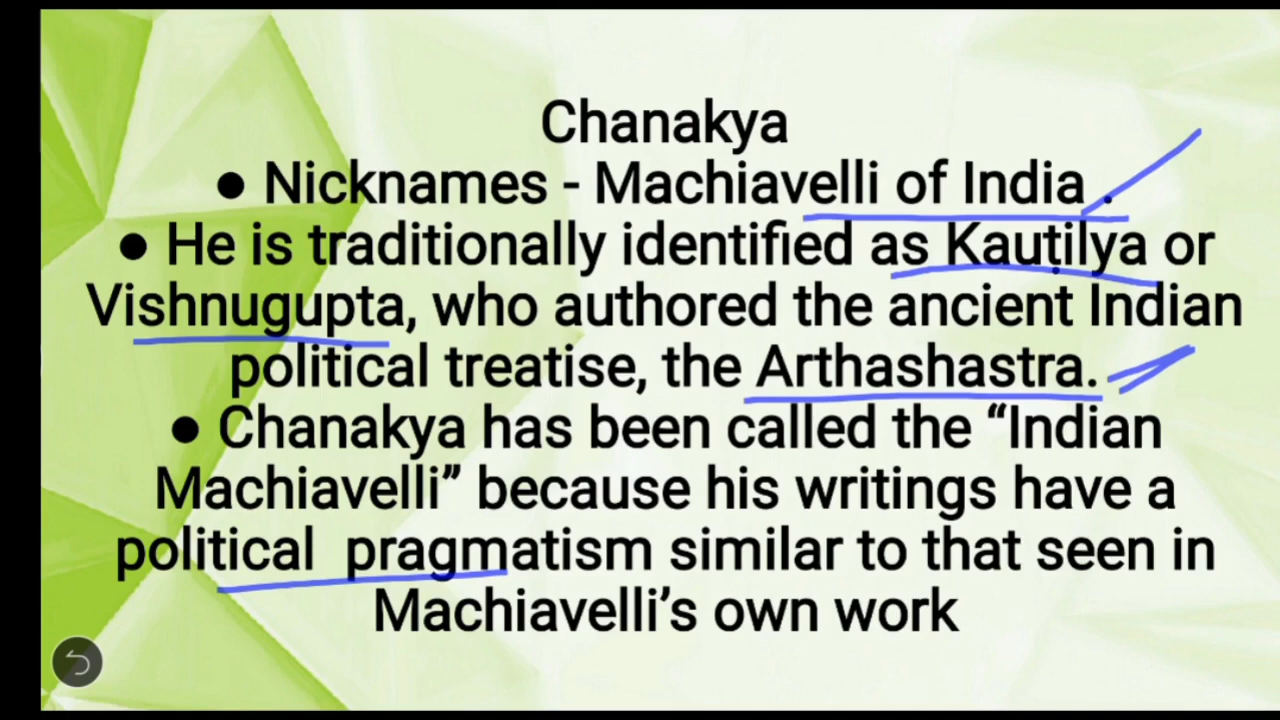 Chanakya
● Nicknames - Machiavelli of India .
● He is traditionally identified as Kauṭilya or
Vishnugupta, who authored the ancient Indian
political treatise, the Arthashastra.
● Chanakya has been called the “Indian
Machiavelli” because his writings have a
political  pragmatism similar to that seen in
Machiavelli’s own work